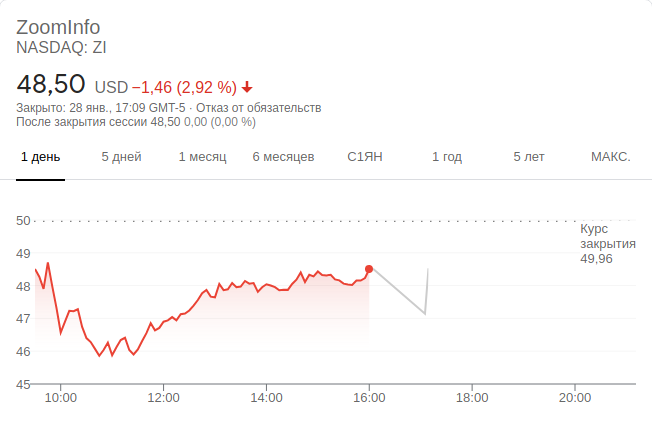 ZoomInfo
NASDAQ: ZI
48,50 USD −1,46 (2,92 %)
Закрыто: 28 янв., 17:09 GMT-5 · Отказ от обязательств
После закрытия сессии 48,50 0,00 (0,00 %)
1 день 5 дней 1 месяц 6 месяцев С1ЯН 1 год 5 лет МАКС.
50
Курс
закрытия
49,96
49
48
47
46
45
10:00 12:00 14:00 16:00 18:00 20:00